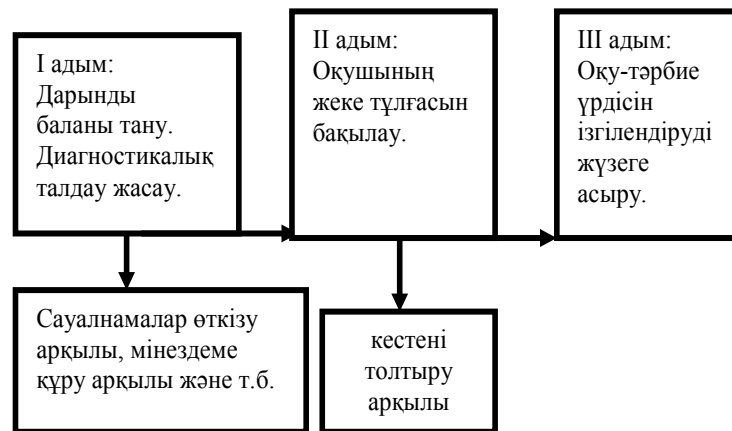 І адым:
Дарынды
баланы тану.
Диагностикалық
талдау жасау.
ІІ адым:
Оқушының
жеке тұлғасын
бақылау.
ІІІ адым:
Оқу-тәрбие
үрдісін
ізгілендіруді
жүзеге
асыру.
Сауалнамалар өткізу
арқылы, мінездеме
құру арқылы және т.б.
кестені
толтыру
арқылы